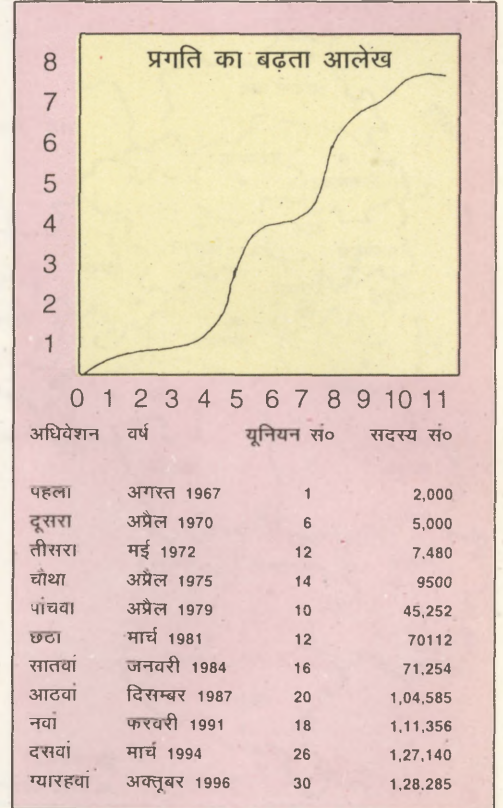 प्रगति का बढ़ता आलेख
8
7
6
5
4
3
2
1
0 1 2 3 4 5 6 7 8 9 10 11
अधिवेशन वर्ष यूनियन सं० सदस्य सं०
पहला अगस्त 1967 1 2,000
दूसरा अप्रैल 1970 6 5,000
तीसरा मई 1972 12 7.480
चौथा अप्रैल 1975 14 9500
पांचवा अप्रैल 1979 10 45,252
छटा मार्च 1981 12 70112
सातवां जनवरी 1984 16 71.254
आठवां दिसम्बर 1987 20 1,04,585
नवां फरवरी 1991 18 1,11,356
दसवां मार्च 1994 26 1,27,140
ग्यारहवां अक्तूबर 1996 30 1,28.285